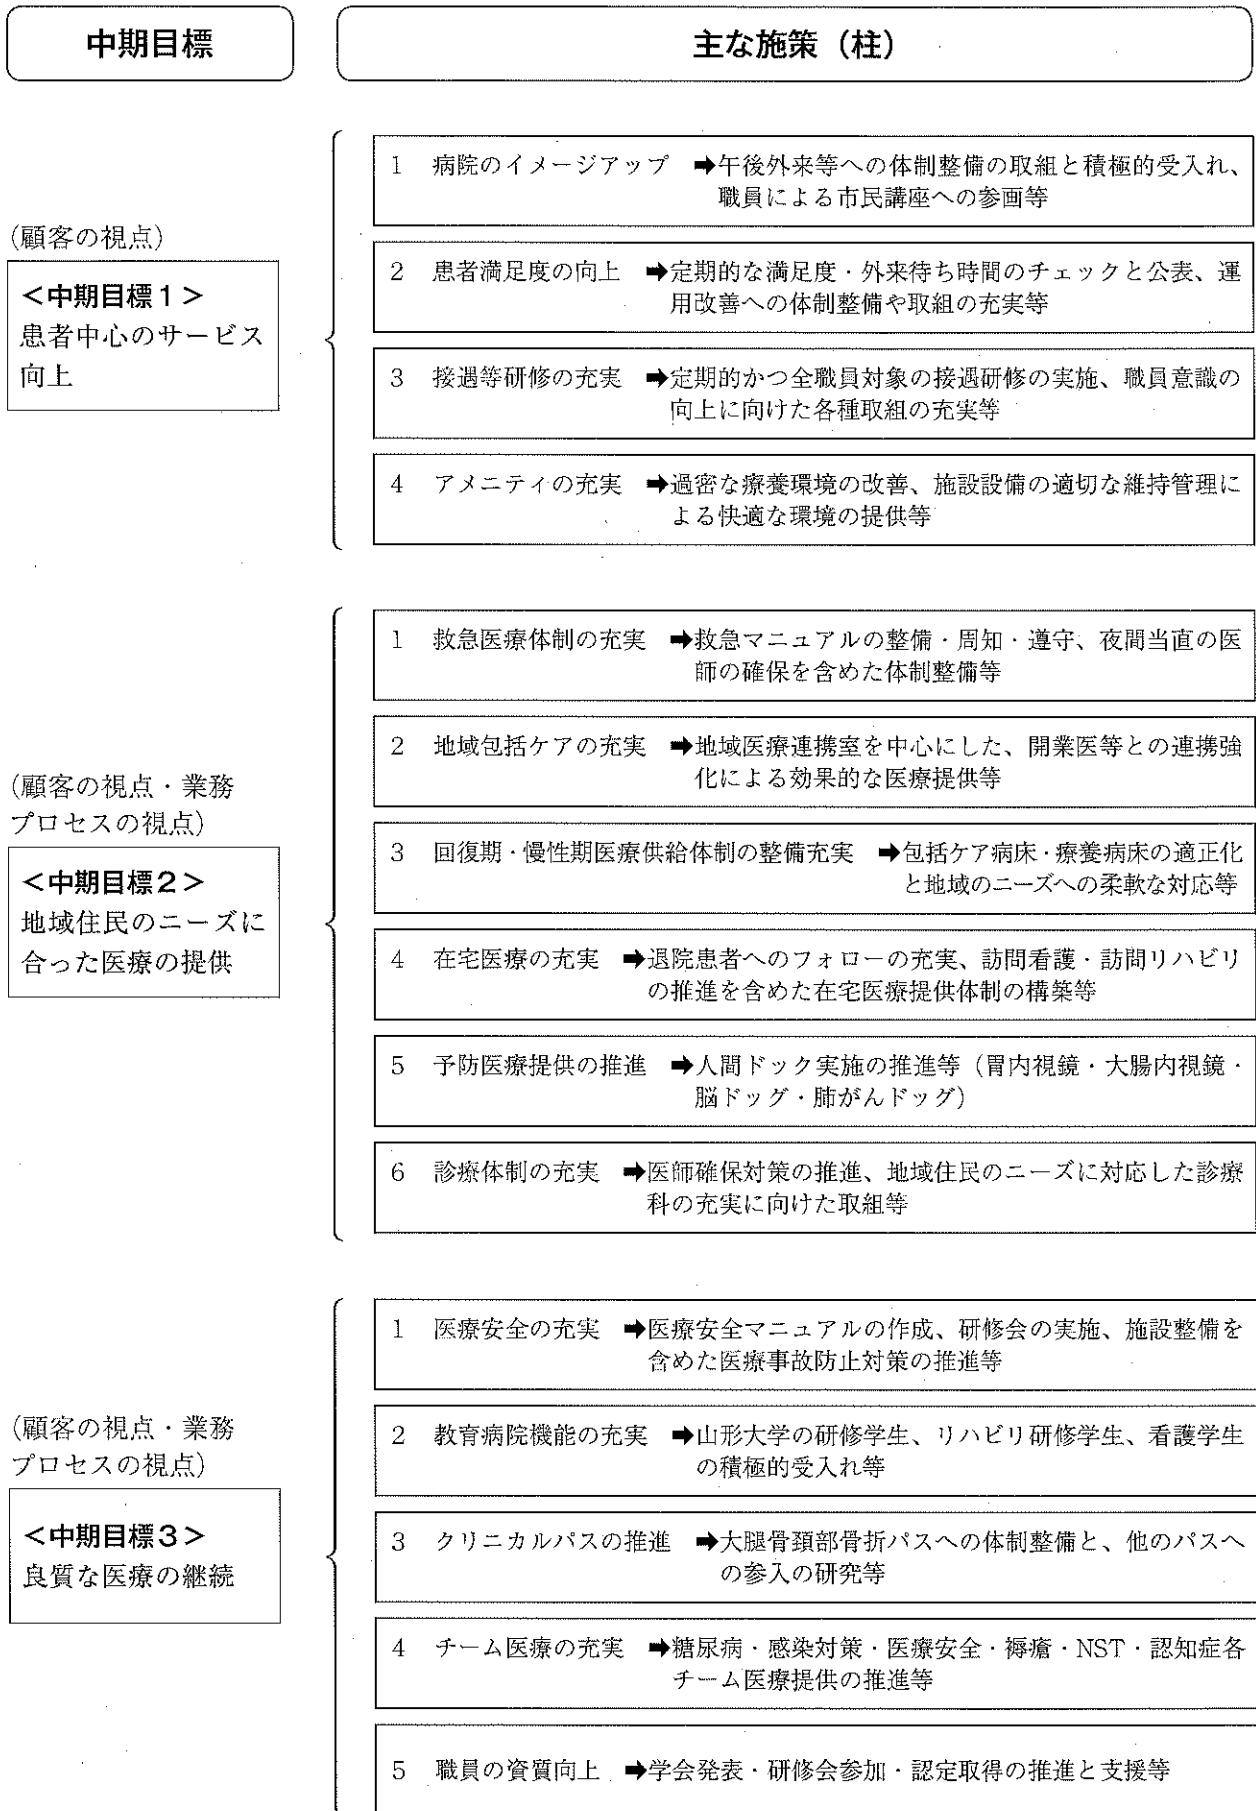 中期目標
主な施策（柱）
(顧客の視点)
＜中期目標１＞
患者中心のサービス
向上
1　病院のイメージアップ　➡午後外来等への体制整備の取組と積極的受入れ、
職員による市民講座への参画等
2　患者満足度の向上　➡定期的な満足度・外来待ち時間のチェックと公表、運
用改善への体制整備や取組の充実等
3　接遇等研修の充実　➡定期的かつ全職員対象の接遇研修の実施、職員意識の
向上に向けた各種取組の充実等
4　アメニティの充実　➡過密な療養環境の改善、施設設備の適切な維持管理に
よる快適な環境の提供等
(顧客の視点・業務
プロセスの視点)
＜中期目標２＞
地域住民のニーズに
合った医療の提供
1　救急医療体制の充実　➡救急マニュアルの整備・周知・遵守、夜間当直の医
師の確保を含めた体制整備等
2　地域包括ケアの充実　➡地域医療連携室を中心にした、開業医等との連携強
化による効果的な医療提供等
3　回復期・慢性期医療供給体制の整備充実　➡包括ケア病床・療養病床の適正化
と地域のニーズへの柔軟な対応等
4　在宅医療の充実　➡退院患者へのフォローの充実、訪問看護・訪問リハビリ
の推進を含めた在宅医療提供体制の構築等
5　予防医療提供の推進　➡人間ドック実施の推進等（胃内視鏡・大腸内視鏡・
脳ドッグ・肺がんドッグ）
6　診療体制の充実　➡医師確保対策の推進、地域住民のニーズに対応した診療
科の充実に向けた取組等
(顧客の視点・業務
プロセスの視点)
＜中期目標３＞
良質な医療の継続
1　医療安全の充実　➡医療安全マニュアルの作成、研修会の実施、施設整備を
含めた医療事故防止対策の推進等
2　教育病院機能の充実　➡山形大学の研修学生、リハビリ研修学生、看護学生
の積極的受入れ等
3　クリニカルパスの推進　➡大腿骨頚部骨折パスへの体制整備と、他のパスへ
の参入の研究等
4　チーム医療の充実　➡糖尿病・感染対策・医療安全・褥瘡・NST・認知症各
チーム医療提供の推進等
5　職員の資質向上　➡学会発表・研修会参加・認定取得の推進と支援等